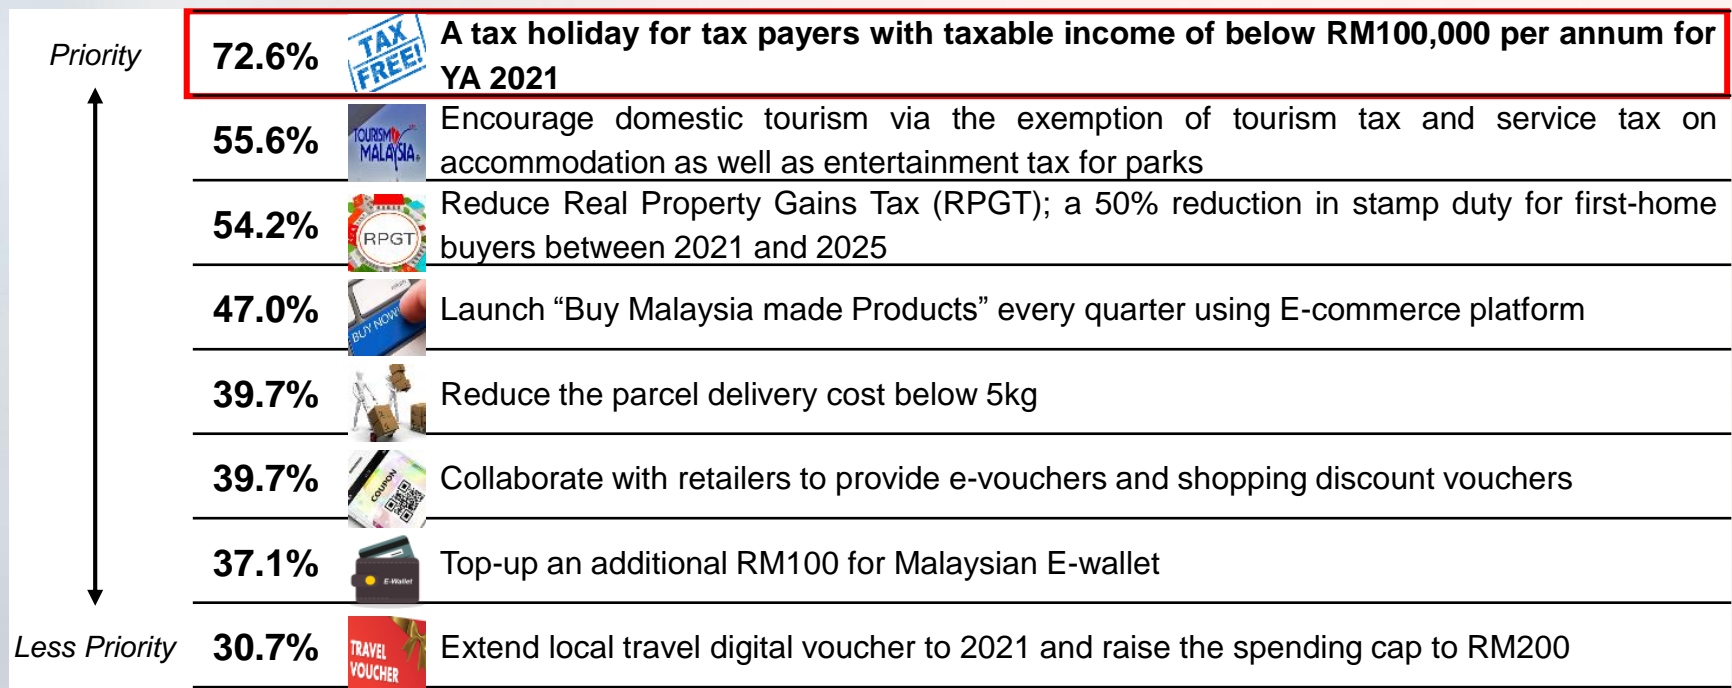 Priority
72.6%
TAX
FREE!
A tax holiday for tax payers with taxable income of below RM100,000 per annum for
YA 2021
55.6%
TOURISM
MALAYSIA
Encourage domestic tourism via the exemption of tourism tax and service tax on
accommodation as well as entertainment tax for parks
54.2%
RPGT
Reduce Real Property Gains Tax (RPGT); a 50% reduction in stamp duty for first-home
buyers between 2021 and 2025
47.0%
BUY NOW!
Launch “Buy Malaysia made Products” every quarter using E-commerce platform
39.7%
Reduce the parcel delivery cost below 5kg
39.7%
COUPON
Collaborate with retailers to provide e-vouchers and shopping discount vouchers
37.1%
E-Wallet
Top-up an additional RM100 for Malaysian E-wallet
Less Priority
30.7%
TRAVEL
VOUCHER
Extend local travel digital voucher to 2021 and raise the spending cap to RM200